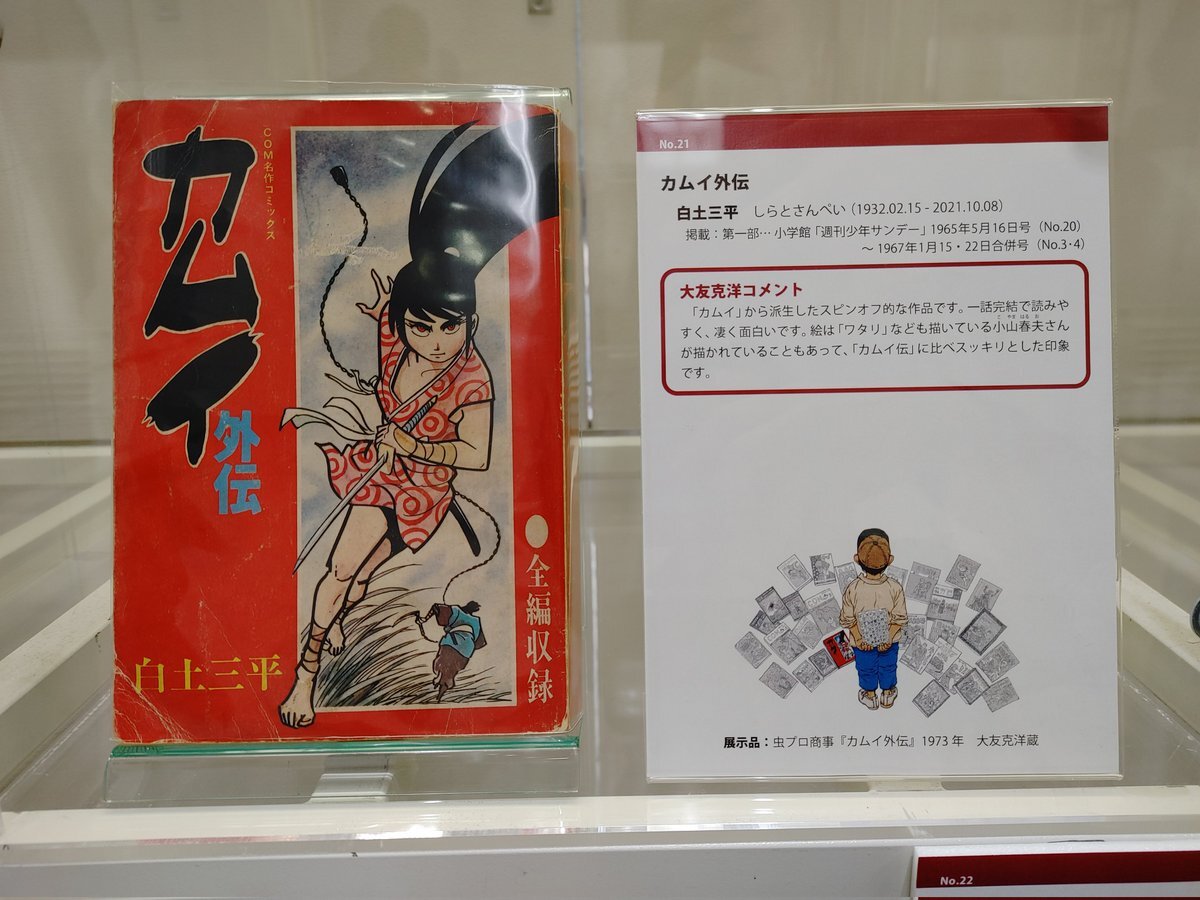 カムイ
外伝
COM名作コミックス
全編収録
白土三平
No.21
カムイ外伝
白土三平 しらとさんぺい(1932.02.15 - 2021.10.08)
掲載:第一部… 小学館「週刊少年サンデー」1965年5月16日号(No.20)
~ 1967年1月15・22日合併号(No.3･4)
大友克洋コメント
「カムイ」から派生したスピンオフ的な作品です。一話完結で読みや
すく、凄く面白いです。絵は「ワタリ」なども描いている小山春夫さん
が描かれていることもあって、「カムイ伝」に比べスッキリとした印象
です。
展示品:虫プロ商事『カムイ外伝』1973年 大友克洋蔵
No.22